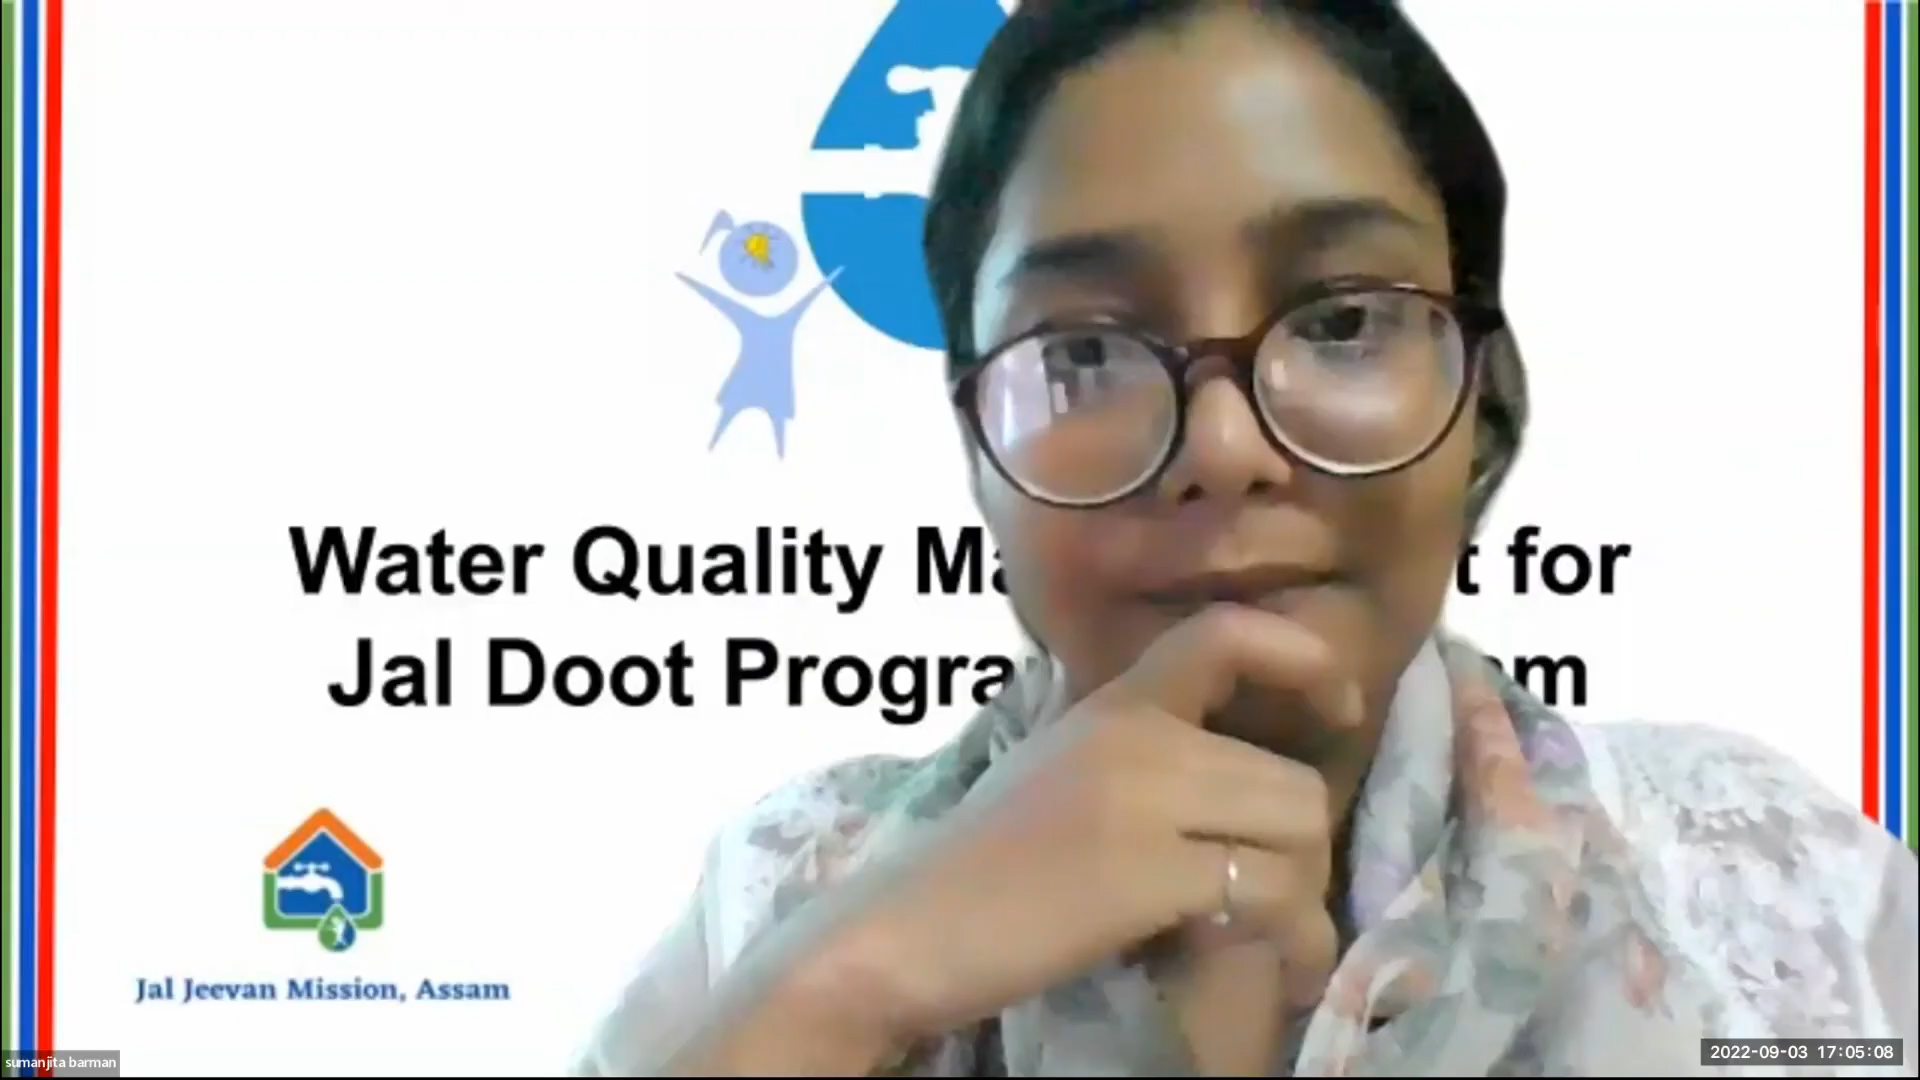 Water Quality Ma t for
Jal Doot Progra am
Jal Jeevan Mission, Assam
sumanjita barman
2022-09-03 17:05:08